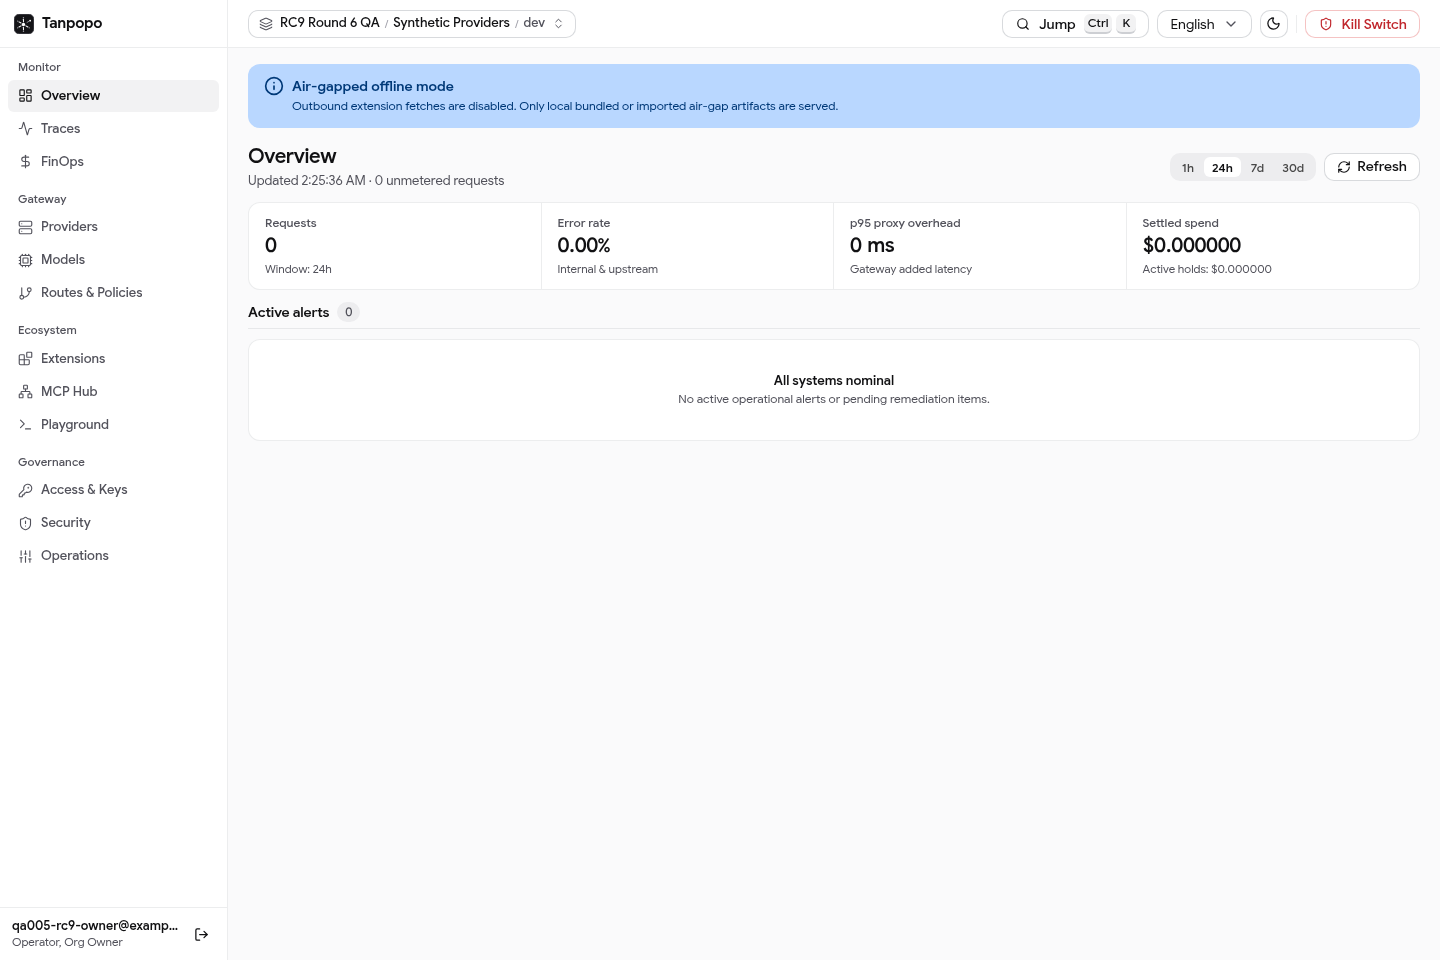 Tanpopo
RC9 Round 6 QA / Synthetic Providers / dev
Jump Ctrl K
English
Kill Switch
Monitor
Overview
Traces
FinOps
Gateway
Providers
Models
Routes & Policies
Ecosystem
Extensions
MCP Hub
Playground
Governance
Access & Keys
Security
Operations
qa005-rc9-owner@examp...
Operator, Org Owner
Air-gapped offline mode
Outbound extension fetches are disabled. Only local bundled or imported air-gap artifacts are served.
Overview
Updated 2:25:36 AM · 0 unmetered requests
1h 24h 7d 30d
Refresh
Requests
0
Window: 24h
Error rate
0.00%
Internal & upstream
p95 proxy overhead
0 ms
Gateway added latency
Settled spend
$0.000000
Active holds: $0.000000
Active alerts 0
All systems nominal
No active operational alerts or pending remediation items.